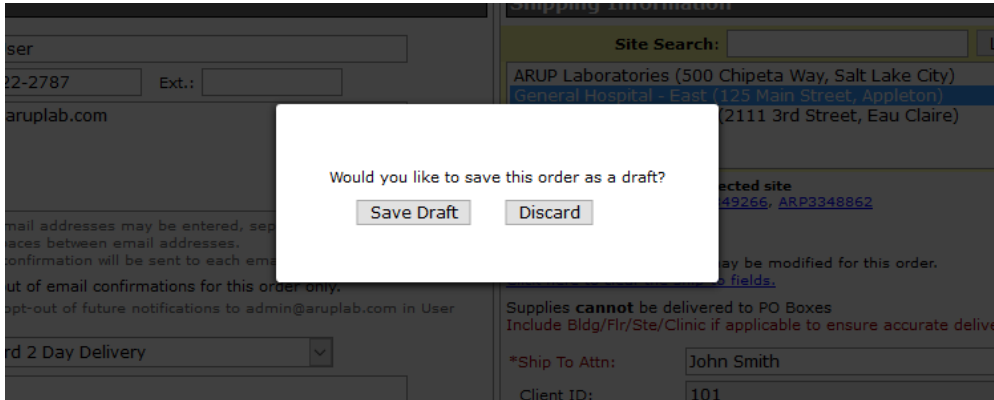 Shipping Information
ser
22-2787
Ext.:
aruplab.com
mail addresses may be entered, sep
paces between email addresses.
confirmation will be sent to each ema
ut of email confirmations for this order only.
opt-out of future notifications to admin@aruplab.com in User
rd 2 Day Delivery
Site Search:
L
ARUP Laboratories (500 Chipeta Way, Salt Lake City)
General Hospital - East (125 Main Street, Appleton)
(2111 3rd Street, Eau Claire)
Would you like to save this order as a draft?
Save Draft
Discard
ected site
49266, ARP3348862
ay be modified for this order.
fields.
Supplies cannot be delivered to PO Boxes
Include Bldg/Flr/Ste/Clinic if applicable to ensure accurate delive
*Ship To Attn:
John Smith
Client ID:
101